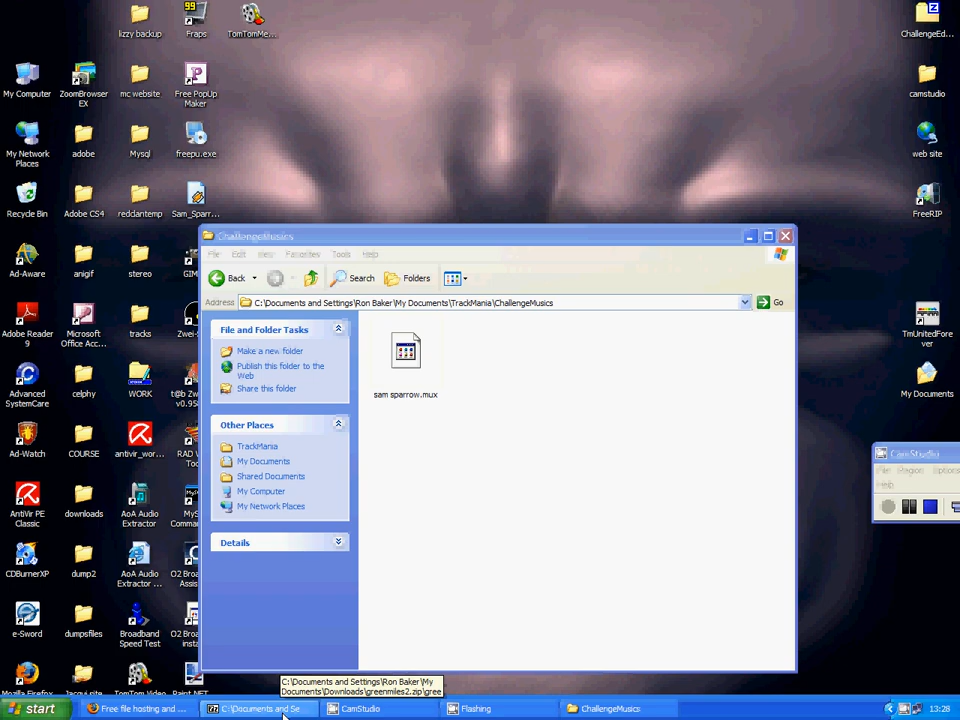 lizzy backup
Fraps
TomTomMe...
ChallengeEd...
My Computer
ZoomBrowser EX
mc website
Free PopUp Maker
camstudio
My Network Places
adobe
Mysql
freepu.exe
web site
Recycle Bin
Adobe CS4
reddantemp
Sam_Sparr...
FreeRIP
Ad-Aware
anigif
stereo
GIM
Adobe Reader 9
Microsoft Office Acc...
tracks
Zwei-S
TmUnitedForever
Advanced SystemCare
celphy
WORK
t@b Zw
v0.95
My Documents
Ad-Watch
COURSE
antivir_wor...
RAD V
Too
AntiVir PE Classic
downloads
AoA Audio Extractor
MyS
Comman
CDBurnerXP
dump2
AoA Audio Extractor ...
O2 Broa
Assis
e-Sword
dumpsfiles
Broadband Speed Test
O2 Broa
insta
Mozilla Firefox
Jacqui site
TomTom Video
Paint.NET
ChallengeMusics
File Edit View Favorites Tools Help
Back Search Folders
Address C:\Documents and Settings\Ron Baker\My Documents\TrackMania\ChallengeMusics Go
File and Folder Tasks
Make a new folder
Publish this folder to the Web
Share this folder
Other Places
TrackMania
My Documents
Shared Documents
My Computer
My Network Places
Details
sam sparrow.mux
CamStudio
File Region Options
Help
C:\Documents and Settings\Ron Baker\My
Documents\Downloads\greenmiles2.zip\gree
start
Free file hosting and ...
C:\Documents and Se
CamStudio
Flashing
ChallengeMusics
13:28